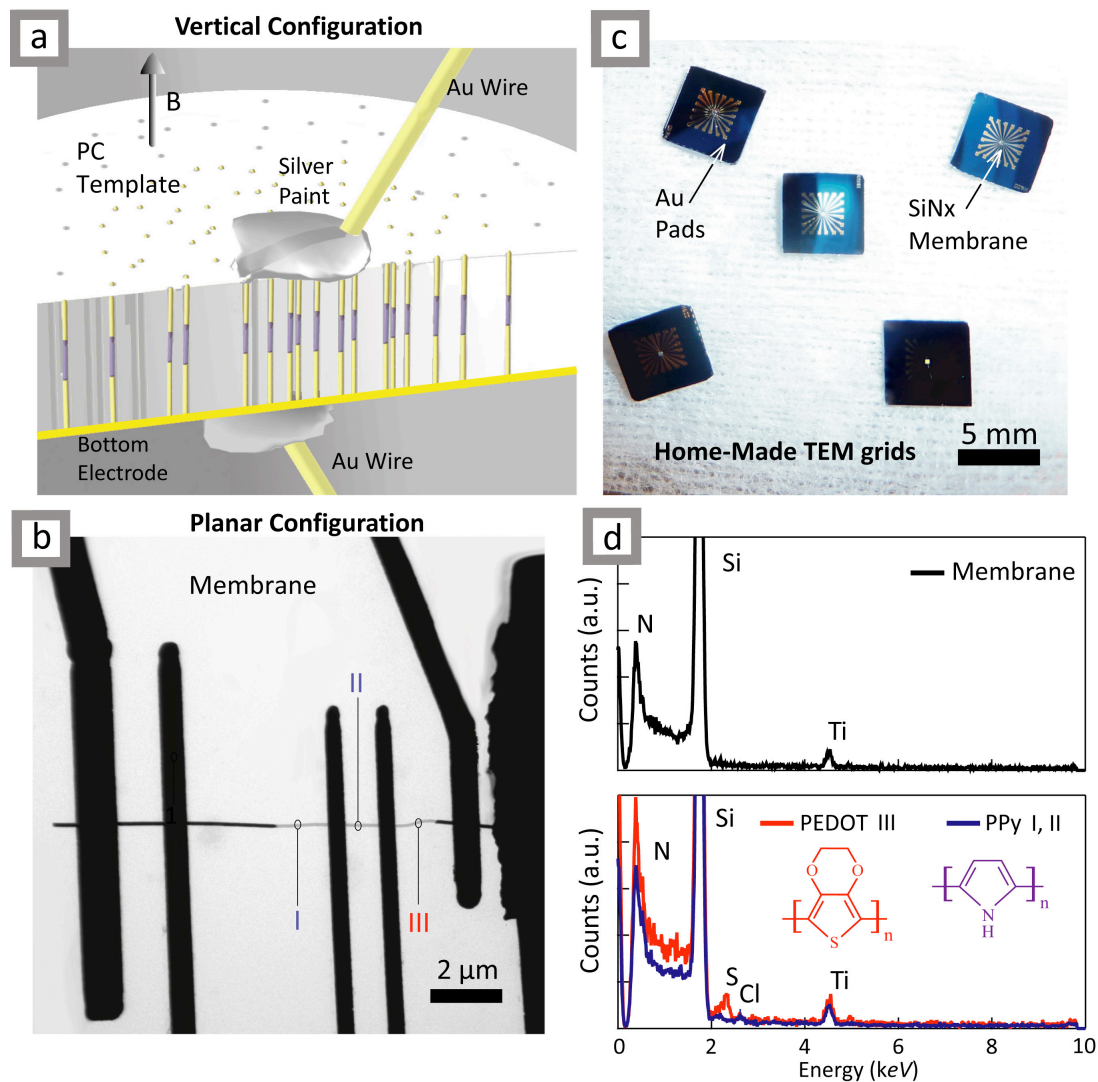 a
Vertical Configuration
B
Au Wire
PC
Template
Silver
Paint
Bottom
Electrode
Au Wire
c
Au
Pads
SiNx
Membrane
Home-Made TEM grids
5 mm
b
Planar Configuration
Membrane
II
1
I
III
2 µm
d
Counts (a.u.)
N
Si
Ti
Membrane
Counts (a.u.)
N
Si
S
Cl
Ti
PEDOT III
PPy I, II
O
O
S
n
N
H
n
0
2
4
6
8
10
Energy (keV)